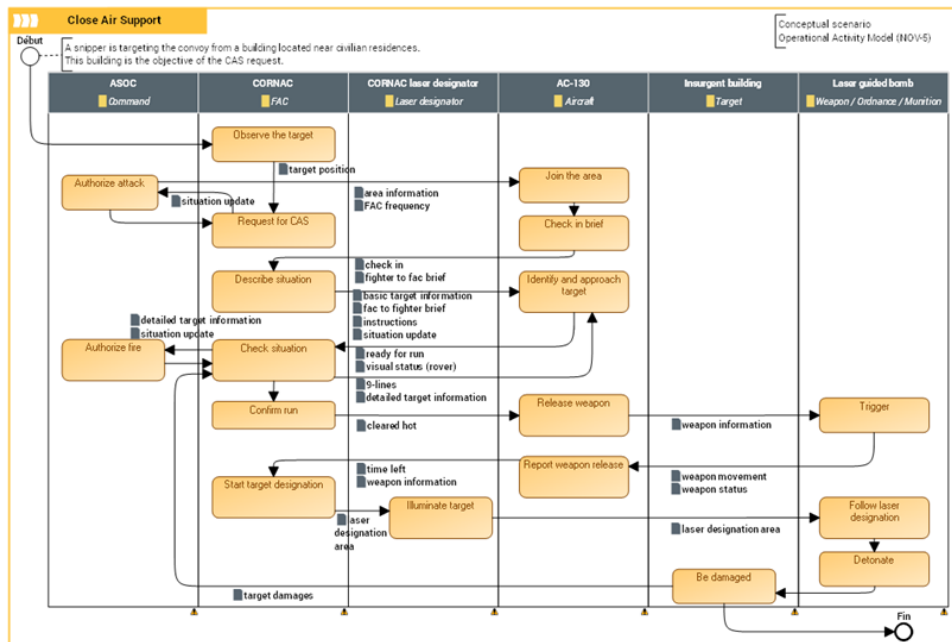 Close Air Support
Conceptual scenario
Operational Activity Model (NOV-5)
Début
A snipper is targeting the convoy from a building located near civilian residences.
This building is the objective of the CAS request.
ASOC
Command
CORNAC
FAC
CORNAC laser designator
Laser designator
AC-130
Aircraft
Insurgent building
Target
Laser guided bomb
Weapon / Ordnance / Munition
Observe the target
target position
Authorize attack
situation update
area information
FAC frequency
Join the area
Request for CAS
Check in brief
check in
fighter to fac brief
Describe situation
Identify and approach
target
basic target information
fac to fighter brief
instructions
situation update
detailed target information
situation update
Authorize fire
Check situation
ready for run
visual status (rover)
9-lines
detailed target information
Confirm run
cleared hot
Release weapon
weapon information
Trigger
Report weapon release
time left
weapon information
weapon movement
weapon status
Start target designation
laser
designation
area
Illuminate target
laser designation area
Follow laser
designation
Detonate
Be damaged
target damages
Fin